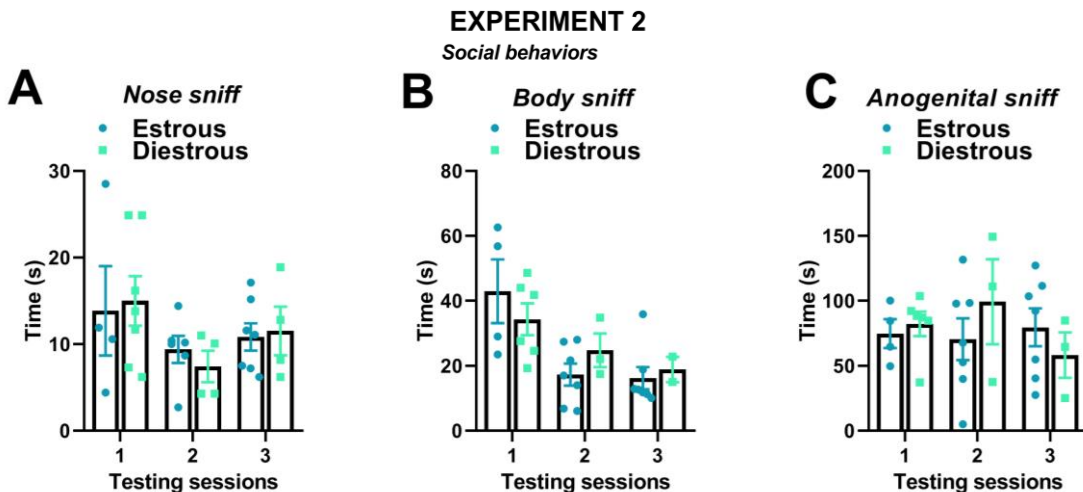 EXPERIMENT 2
Social behaviors
A
Nose sniff
Estrous
Diestrous
30
20
10
0
Time (s)
1 2 3
Testing sessions
B
Body sniff
Estrous
Diestrous
80
60
40
20
0
Time (s)
1 2 3
Testing sessions
C
Anogenital sniff
Estrous
Diestrous
200
150
100
50
0
Time (s)
1 2 3
Testing sessions